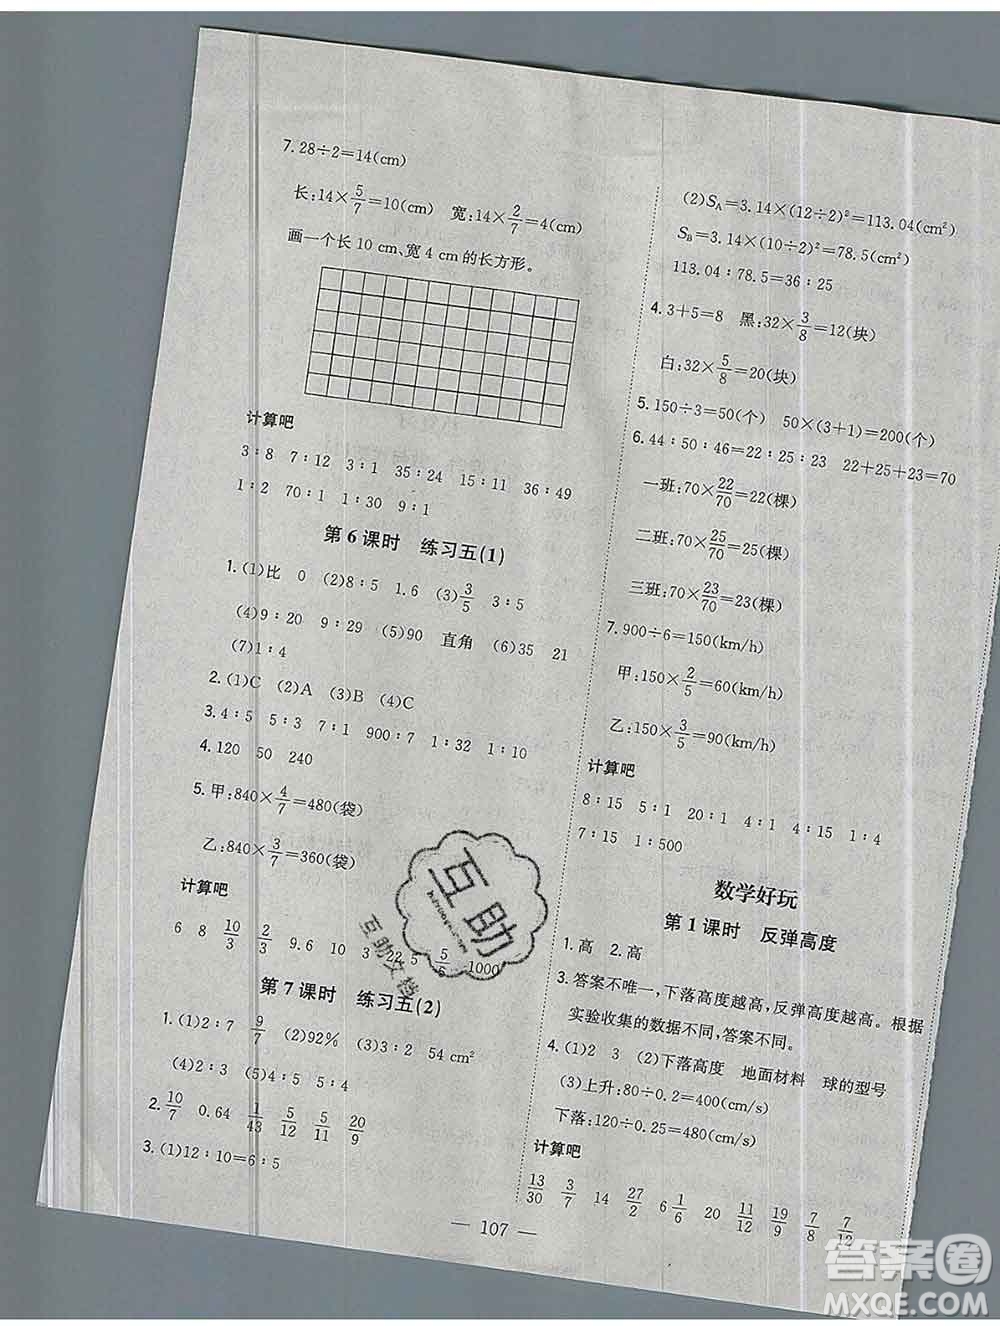 7. 28÷2=14(cm)
长:14×5/7=10(cm) 宽:14×2/7=4(cm)
画一个长 10 cm、宽 4 cm 的长方形。
计算吧
3∶8 7∶12 3∶1 35∶24 15∶11 36∶49
1∶2 70∶1 1∶30 9∶1
第 6 课时 练习五(1)
1. (1)比 0 (2)8∶5 1.6 (3)3/5 3∶5
(4)9∶20 9∶29 (5)90 直角 (6)35 21
(7)1∶4
2. (1)C (2)A (3)B (4)C
3. 4∶5 5∶3 7∶1 900∶7 1∶32 1∶10
4. 120 50 240
5. 甲:840×4/7=480(袋)
乙:840×3/7=360(袋)
计算吧
6 8 10/3 2/3 9.6 10 3 22.5 1000
第 7 课时 练习五(2)
1. (1)2∶7 9/7 (2)92% (3)3∶2 54 cm²
(4)2∶3 (5)4∶5 5∶4
2. 10/7 0.64 1/43 5/12 5/11 20/9
3. (1)12∶10=6∶5
(2)S_A=3.14×(12÷2)²=113.04(cm²)
S_B=3.14×(10÷2)²=78.5(cm²)
113.04∶78.5=36∶25
4. 3+5=8 黑:32×3/8=12(块)
白:32×5/8=20(块)
5. 150÷3=50(个) 50×(3+1)=200(个)
6. 44∶50∶46=22∶25∶23 22+25+23=70
一班:70×22/70=22(棵)
二班:70×25/70=25(棵)
三班:70×23/70=23(棵)
7. 900÷6=150(km/h)
甲:150×2/5=60(km/h)
乙:150×3/5=90(km/h)
计算吧
8∶15 5∶1 20∶1 4∶1 4∶15 1∶4
7∶15 1∶500
数学好玩
第 1 课时 反弹高度
1. 高 2. 高
3. 答案不唯一,下落高度越高,反弹高度越高。根据
实验收集的数据不同,答案不同。
4. (1)2 3 (2)下落高度 地面材料 球的型号
(3)上升:80÷0.2=400(cm/s)
下落:120÷0.25=480(cm/s)
计算吧
13/30 3/7 14 27/2 6 1/6 20 11/12 19/9 7/8 7/12
— 107 —
互助
互助文档
答案圈
MXQE.COM